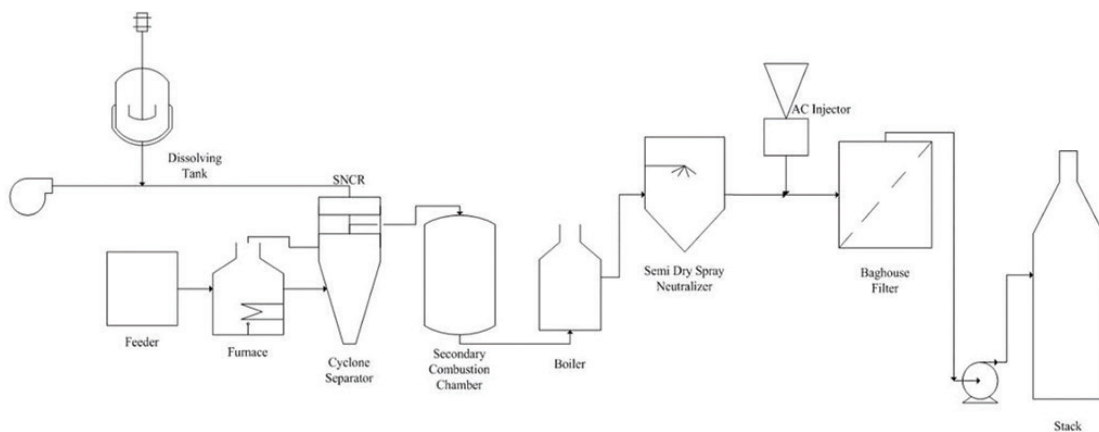 AC Injector
Dissolving
Tank
SNCR
Semi Dry Spray
Neutralizer
Baghouse
Filter
Feeder
Furnace
Cyclone
Separator
Secondary
Combustion
Chamber
Boiler
Stack